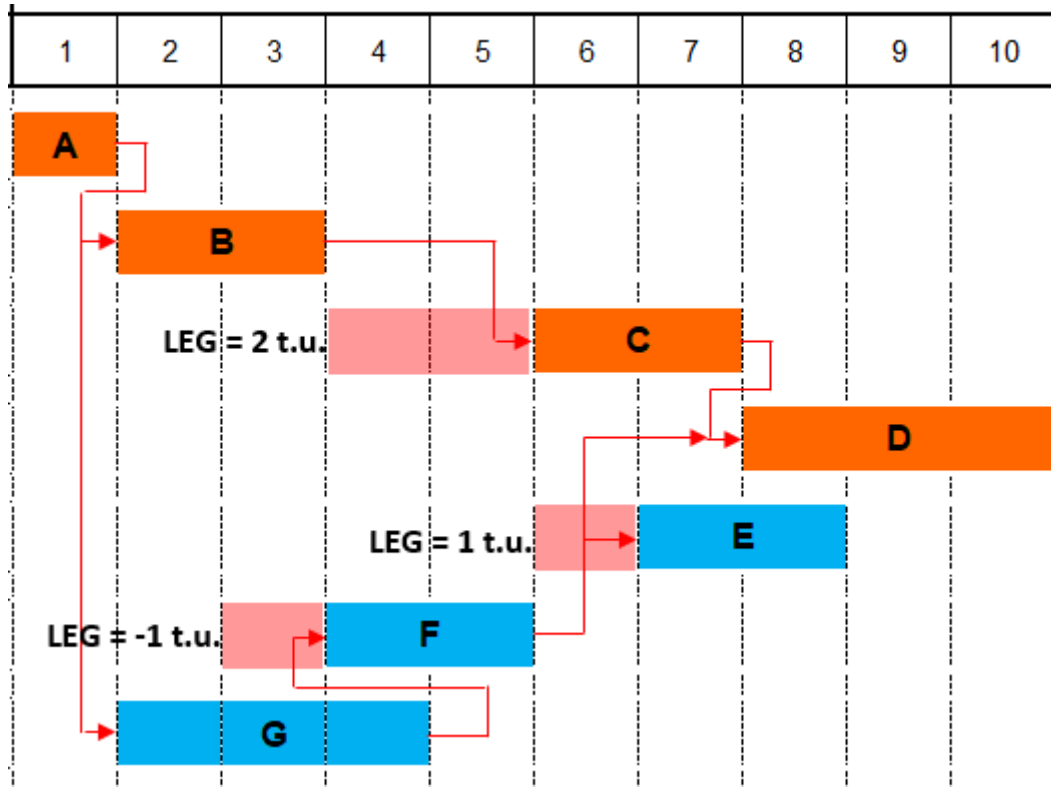 1 2 3 4 5 6 7 8 9 10
A
B
LEG = 2 t.u. C
D
LEG = 1 t.u. E
LEG = -1 t.u. F
G